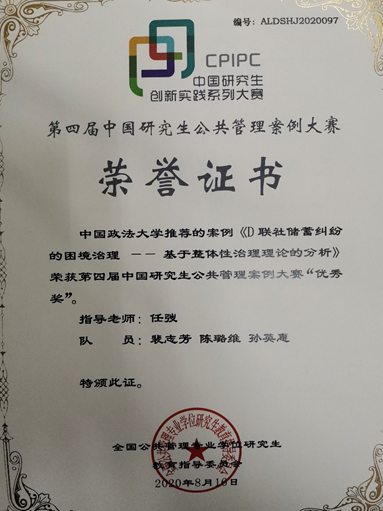 编号：ALDSHJ2020097
CPIPC
中国研究生
创新实践系列大赛
第四届中国研究生公共管理案例大赛
荣誉证书
中国政法大学推荐的案例《D联社储蓄纠纷
的困境治理 —— 基于整体性治理理论的分析》
荣获第四届中国研究生公共管理案例大赛“优秀
奖”。
指导老师：任骏
队 员：裴志芳 陈璐维 孙英惠
特颁此证。
全国公共管理专业学位研究生
教育指导委员会
2020年8月10日